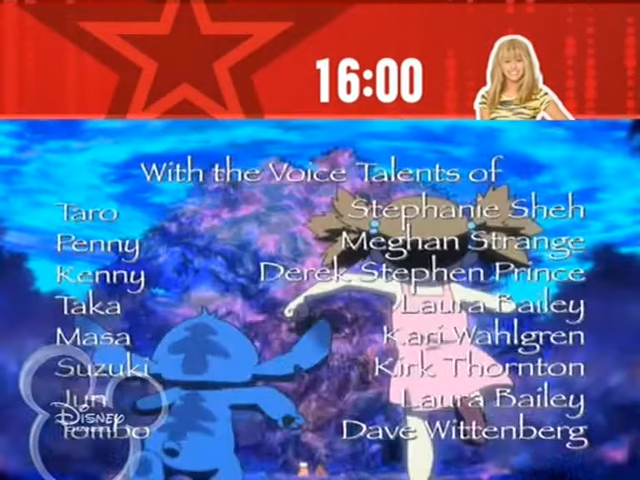 16:00
With the Voice Talents of
Taro Stephanie Sheh
Penny Meghan Strange
Kenny Derek Stephen Prince
Taka Laura Bailey
Masa Kari Wahlgren
Suzuki Kirk Thornton
Jun Laura Bailey
Tombo Dave Wittenberg
Disney